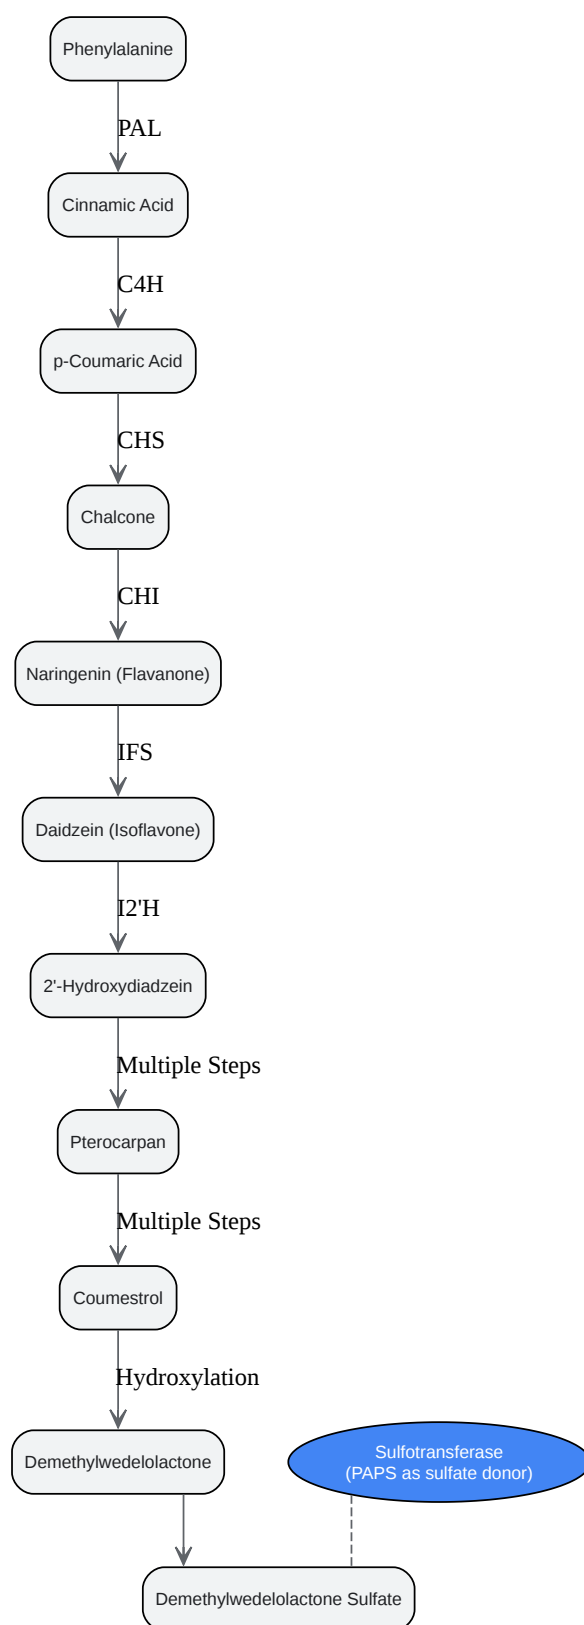 Phenylalanine
PAL
Cinnamic Acid
C4H
p-Coumaric Acid
CHS
Chalcone
CHI
Naringenin (Flavanone)
IFS
Daidzein (Isoflavone)
I2'H
2'-Hydroxydiadzein
Multiple Steps
Pterocarpan
Multiple Steps
Coumestrol
Hydroxylation
Demethylwedelolactone
Sulfotransferase
(PAPS as sulfate donor)
Demethylwedelolactone Sulfate